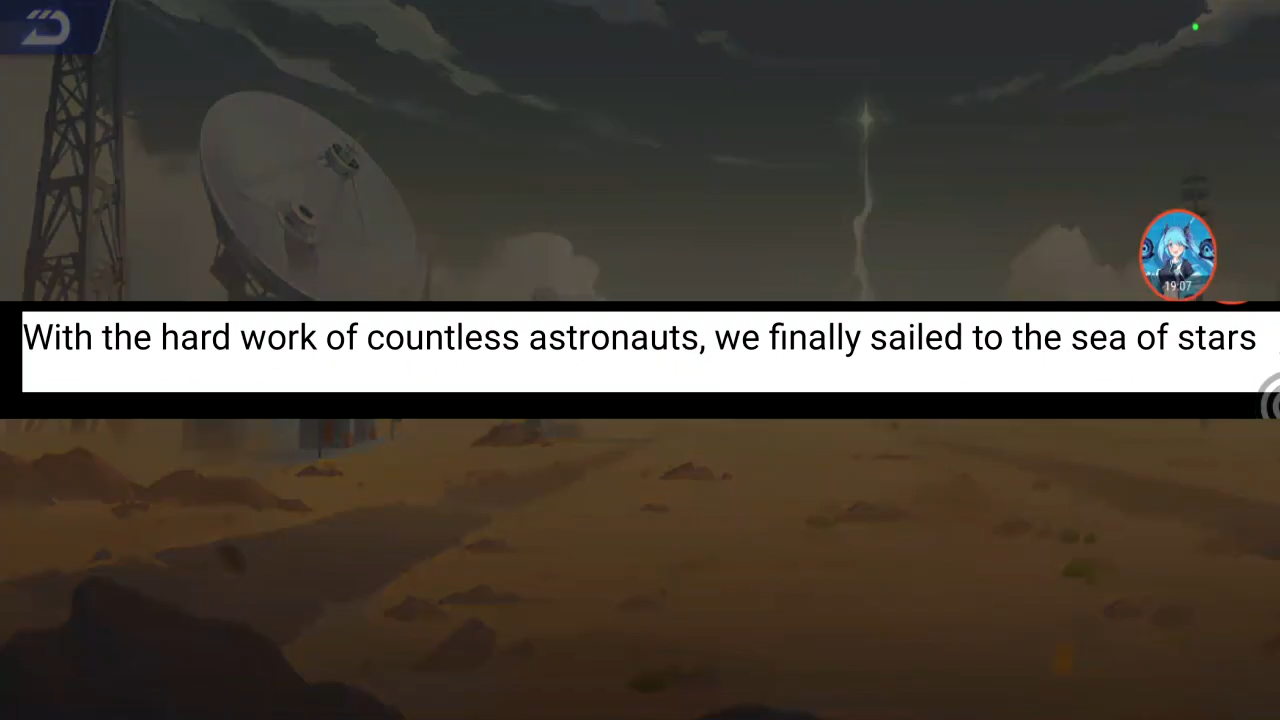 19:07
With the hard work of countless astronauts, we finally sailed to the sea of stars